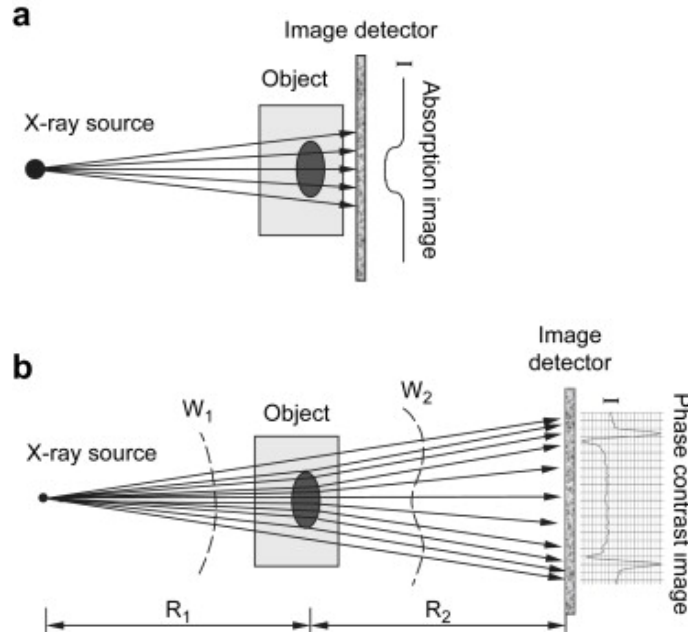 a
Image detector
Object
X-ray source
I
Absorption image
b
Image
detector
W₁
Object
W₂
X-ray source
I
Phase contrast image
R₁
R₂